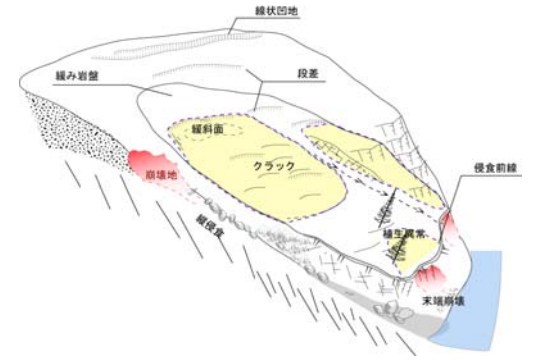 線状凹地
緩み岩盤
段差
緩斜面
クラック
侵食前線
崩壊地
縦侵食
植生異常
末端崩壊